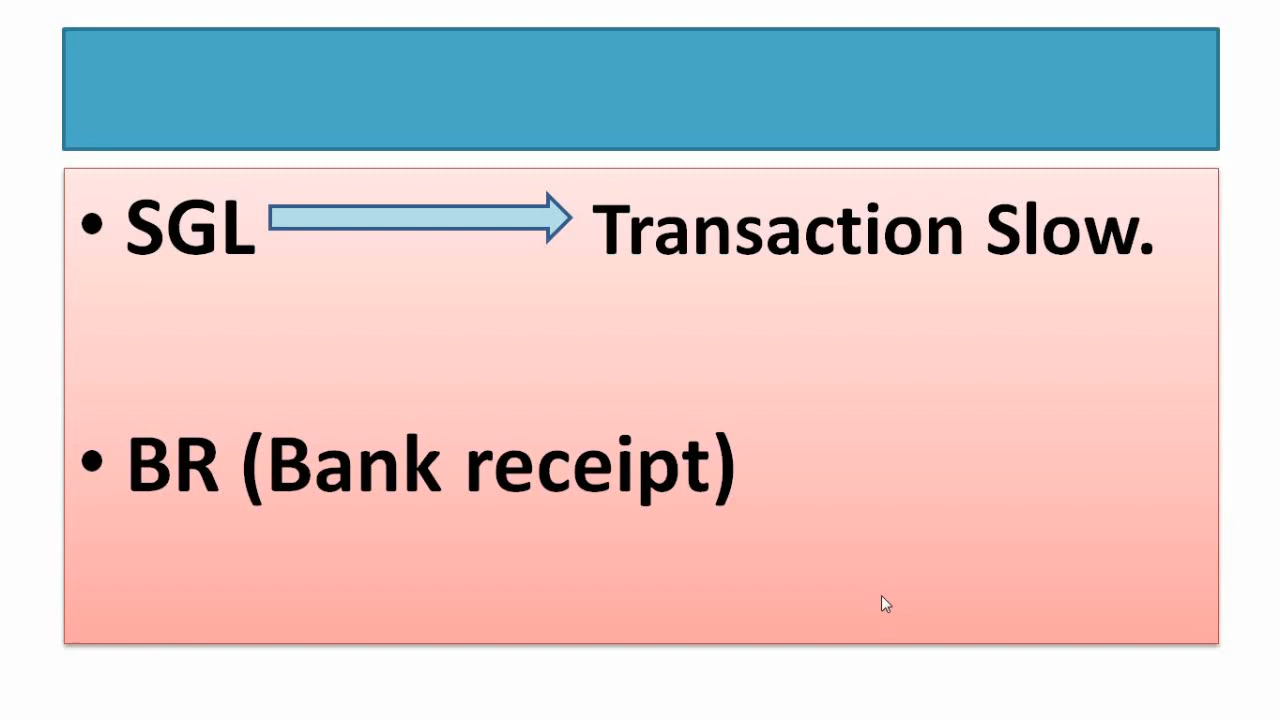 • SGL Transaction Slow.
• BR (Bank receipt)